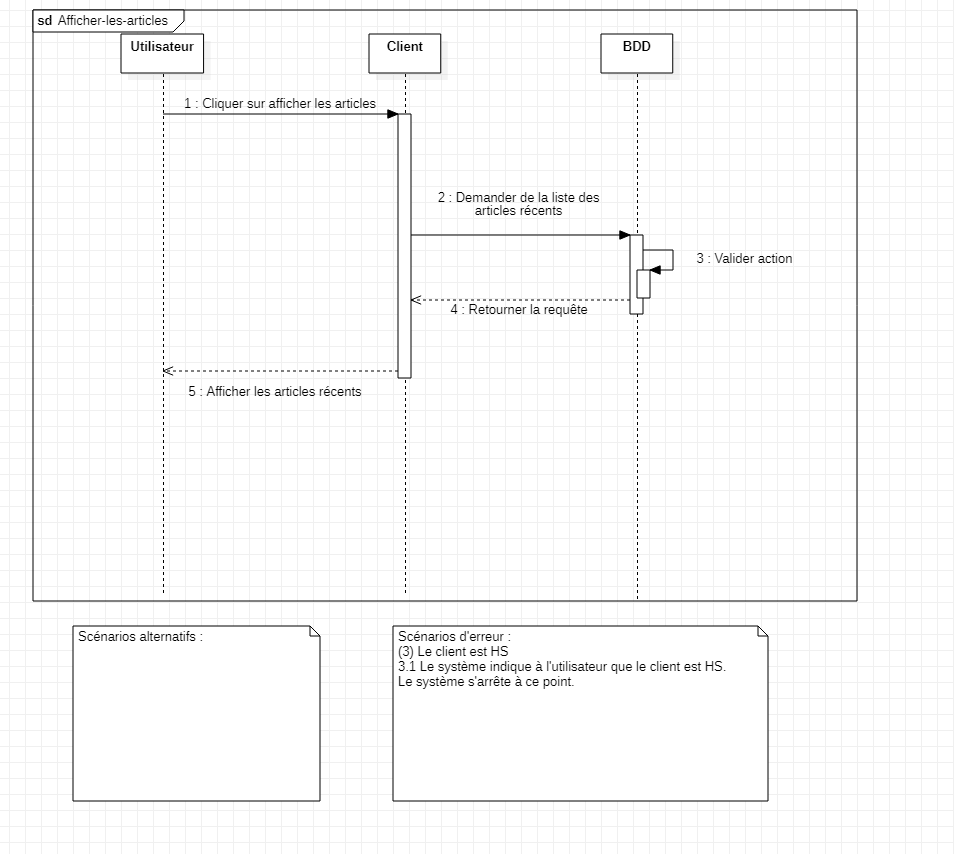 sd Afficher-les-articles
Utilisateur
Client
BDD
1 : Cliquer sur afficher les articles
2 : Demander de la liste des
articles récents
3 : Valider action
4 : Retourner la requête
5 : Afficher les articles récents
Scénarios alternatifs :
Scénarios d'erreur :
(3) Le client est HS
3.1 Le système indique à l'utilisateur que le client est HS.
Le système s'arrête à ce point.